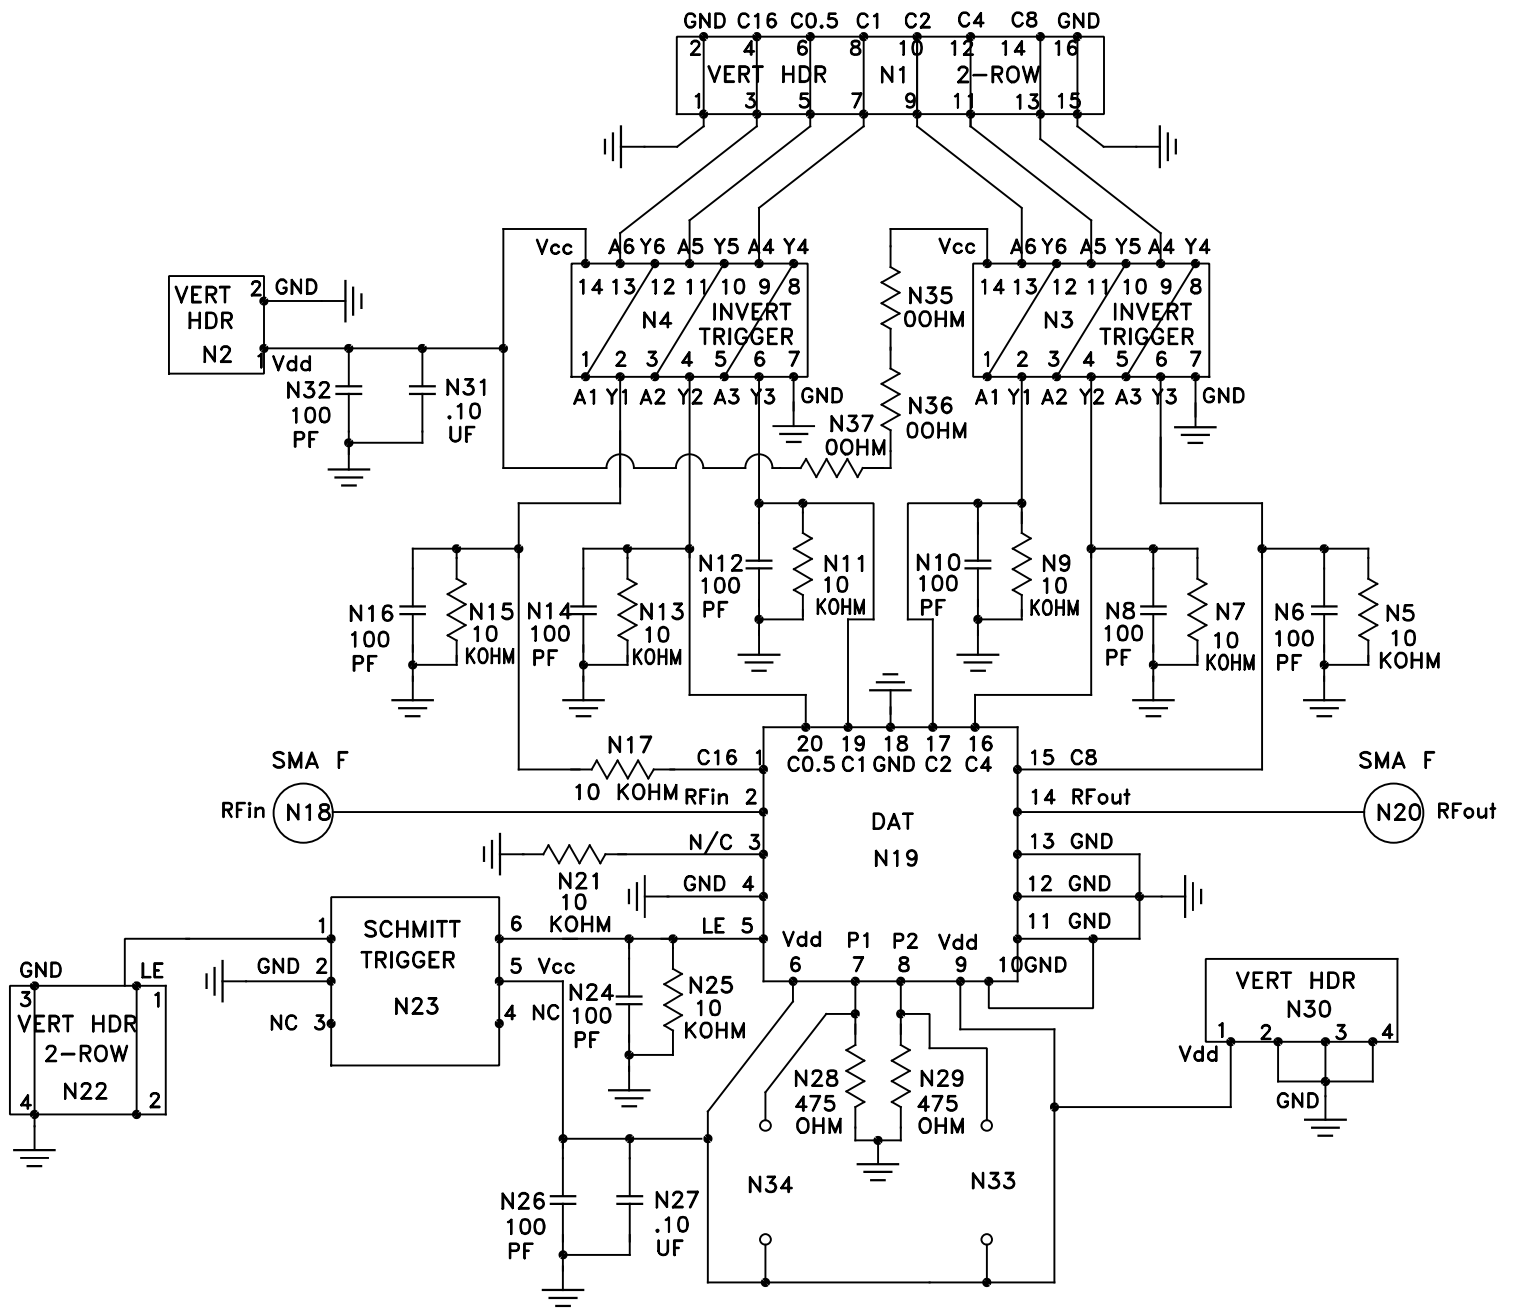 GND C16 C0.5 C1 C2 C4 C8 GND
2 4 6 8 10 12 14 16
VERT HDR N1 2-ROW
1 3 5 7 9 11 13 15
Vcc A6 Y6 A5 Y5 A4 Y4
14 13 12 11 10 9 8
N4 INVERT
TRIGGER
1 2 3 4 5 6 7
A1 Y1 A2 Y2 A3 Y3 GND
Vcc A6 Y6 A5 Y5 A4 Y4
14 13 12 11 10 9 8
N3 INVERT
TRIGGER
1 2 3 4 5 6 7
A1 Y1 A2 Y2 A3 Y3 GND
VERT 2 GND
HDR
N2 1 Vdd
N32
100
PF
N31
.10
UF
N35
0OHM
N36
0OHM
N37
0OHM
N16
100
PF
N15
10
KOHM
N14
100
PF
N13
10
KOHM
N12
100
PF
N11
10
KOHM
N10
100
PF
N9
10
KOHM
N8
100
PF
N7
10
KOHM
N6
100
PF
N5
10
KOHM
20 19 18 17 16
C0.5 C1 GND C2 C4
N17
10 KOHM
C16 1
RFin 2
N/C 3
GND 4
LE 5
DAT
N19
15 C8
14 RFout
13 GND
12 GND
11 GND
Vdd P1 P2 Vdd
6 7 8 9 10GND
SMA F
RFin N18
SMA F
N20 RFout
N21
10
KOHM
1 SCHMITT 6
TRIGGER
GND 2 5 Vcc
N23
NC 3 4 NC
GND LE
3 1
VERT HDR
2-ROW
N22
4 2
N24
100
PF
N25
10
KOHM
N28
475
OHM
N29
475
OHM
VERT HDR
N30
1 2 3 4
Vdd
GND
N26
100
PF
N27
.10
UF
N34
N33